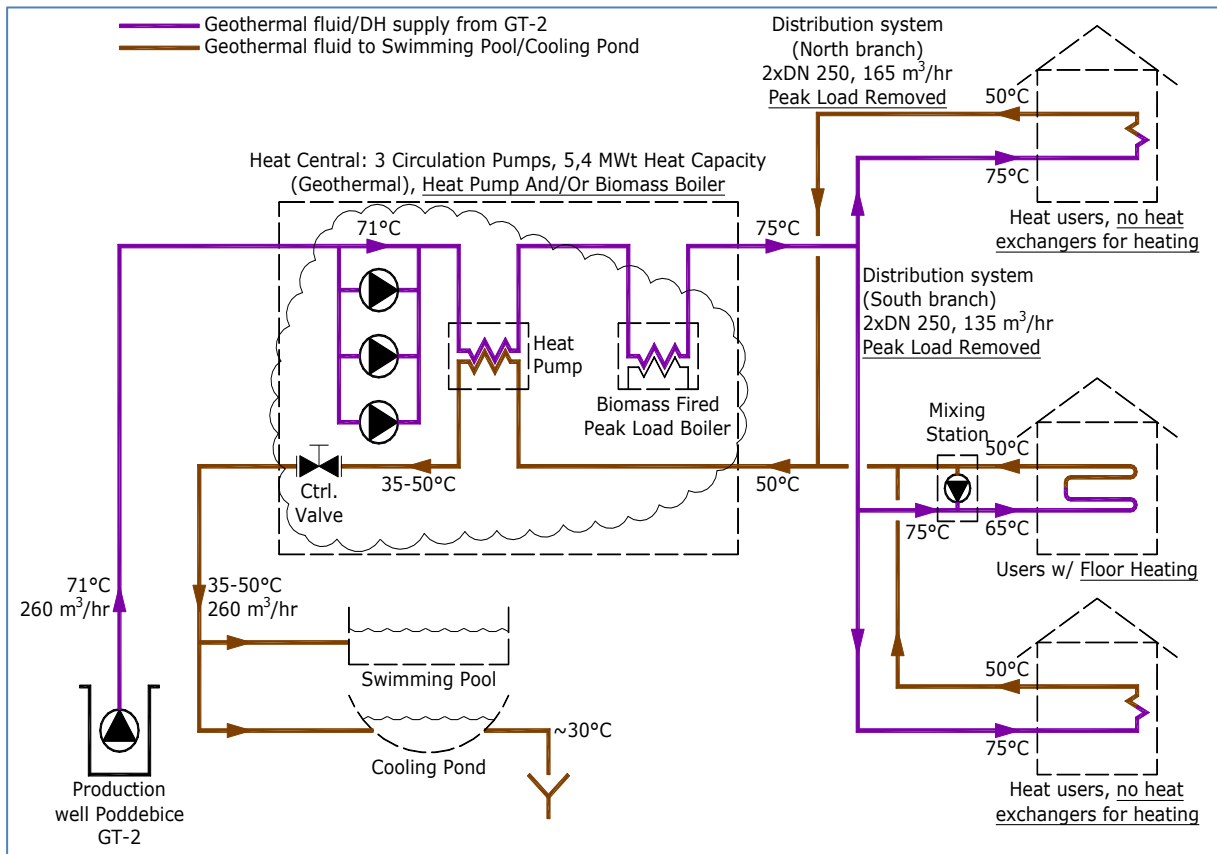 Geothermal fluid/DH supply from GT-2
Geothermal fluid to Swimming Pool/Cooling Pond
Distribution system
(North branch)
2xDN 250, 165 m³/hr
Peak Load Removed
50°C
75°C
Heat users, no heat
exchangers for heating
Heat Central: 3 Circulation Pumps, 5,4 MWt Heat Capacity
(Geothermal), Heat Pump And/Or Biomass Boiler
71°C
75°C
Heat
Pump
Biomass Fired
Peak Load Boiler
Ctrl.
Valve
35-50°C
50°C
Distribution system
(South branch)
2xDN 250, 135 m³/hr
Peak Load Removed
Mixing
Station
50°C
75°C
65°C
Users w/ Floor Heating
71°C
260 m³/hr
35-50°C
260 m³/hr
Swimming Pool
Cooling Pond
~30°C
Production
well Poddebice
GT-2
50°C
75°C
Heat users, no heat
exchangers for heating